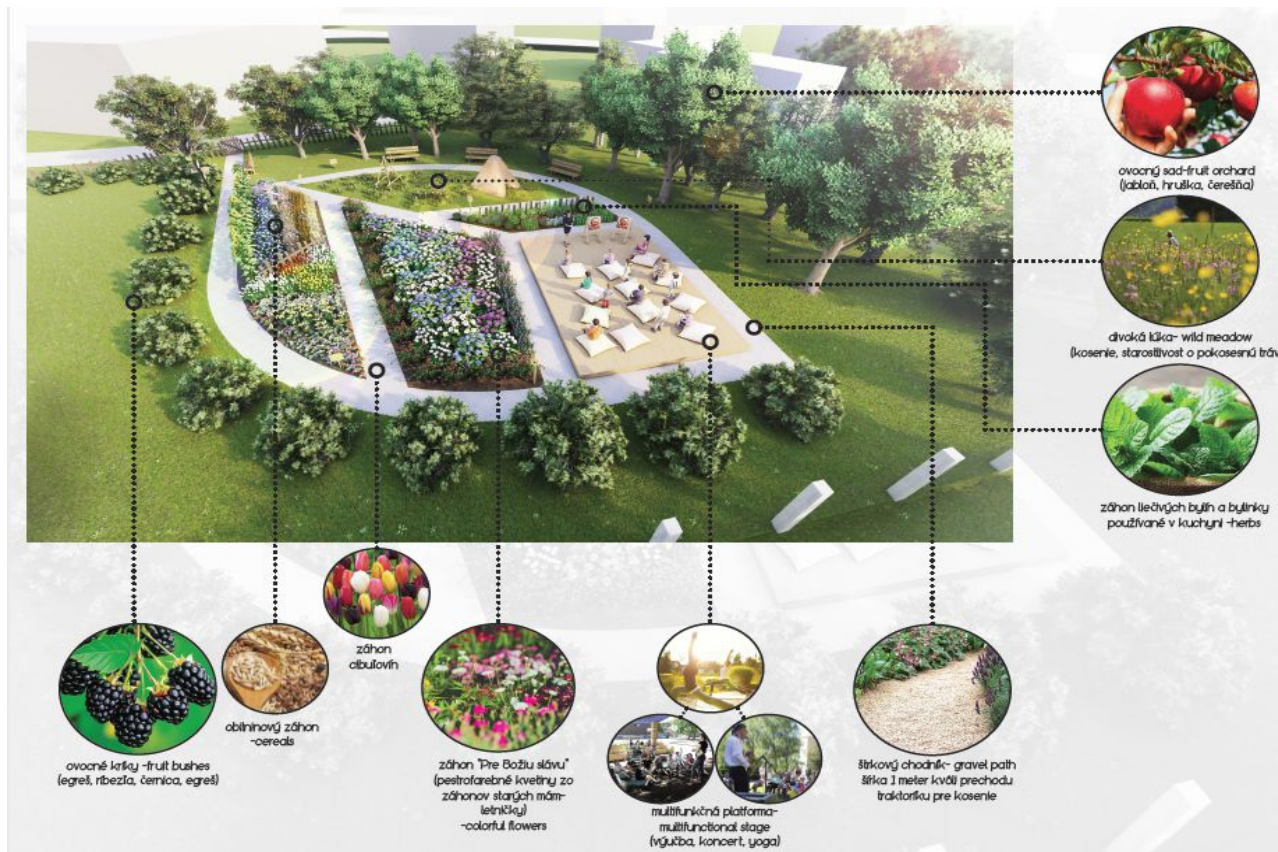 ovocný sad-fruit orchard
(jabloň, hruška, čerešňa)
divoká lúka- wild meadow
(kosenie, starostlivost o pokosesnú tráv
záhon liečivých bylín a bylinky
používané v kuchyni -herbs
záhon
cibuľovín
obilninový záhon
-cereals
ovocné kríky -fruit bushes
(egreš, ríbezľa, černica, egreš)
záhon "Pre Božiu slávu"
(pestrofarebné kvetiny zo
záhonov starých mám-
letničky)
-colorful flowers
multifunkčná platforma-
multifunctional stage
(výučba, koncert, yoga)
štrkový chodník- gravel path
šírka 1 meter kvôli prechodu
traktoríku pre kosenie